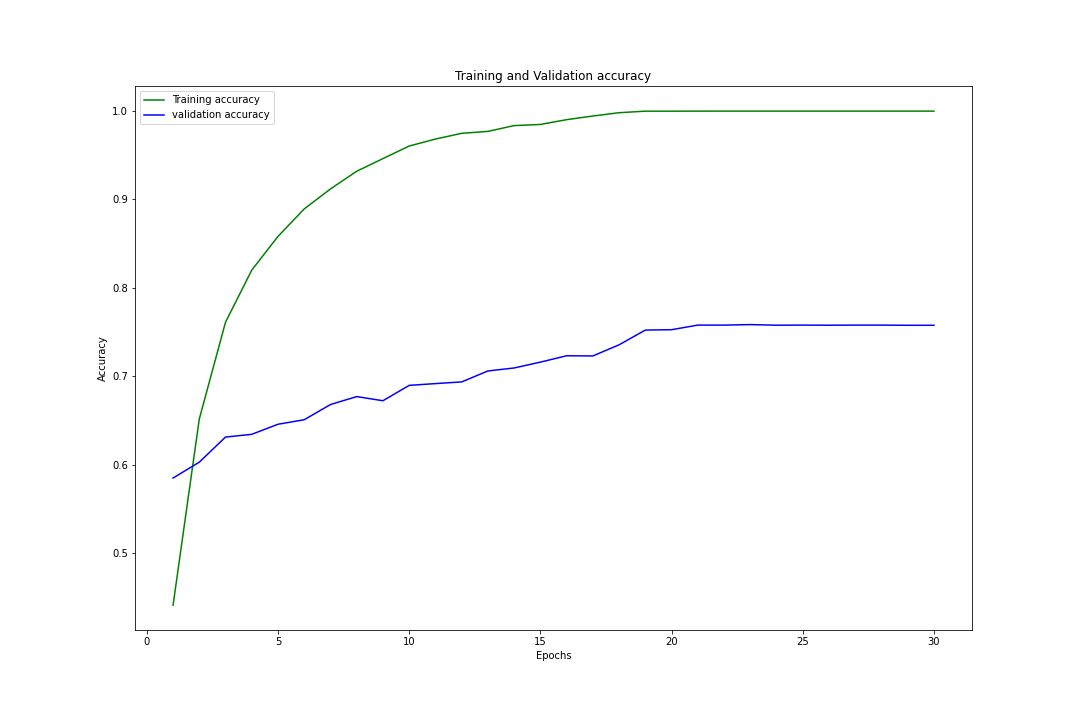 Training and Validation accuracy
Training accuracy
validation accuracy
1.0
0.9
0.8
0.7
0.6
0.5
Accuracy
0 5 10 15 20 25 30
Epochs